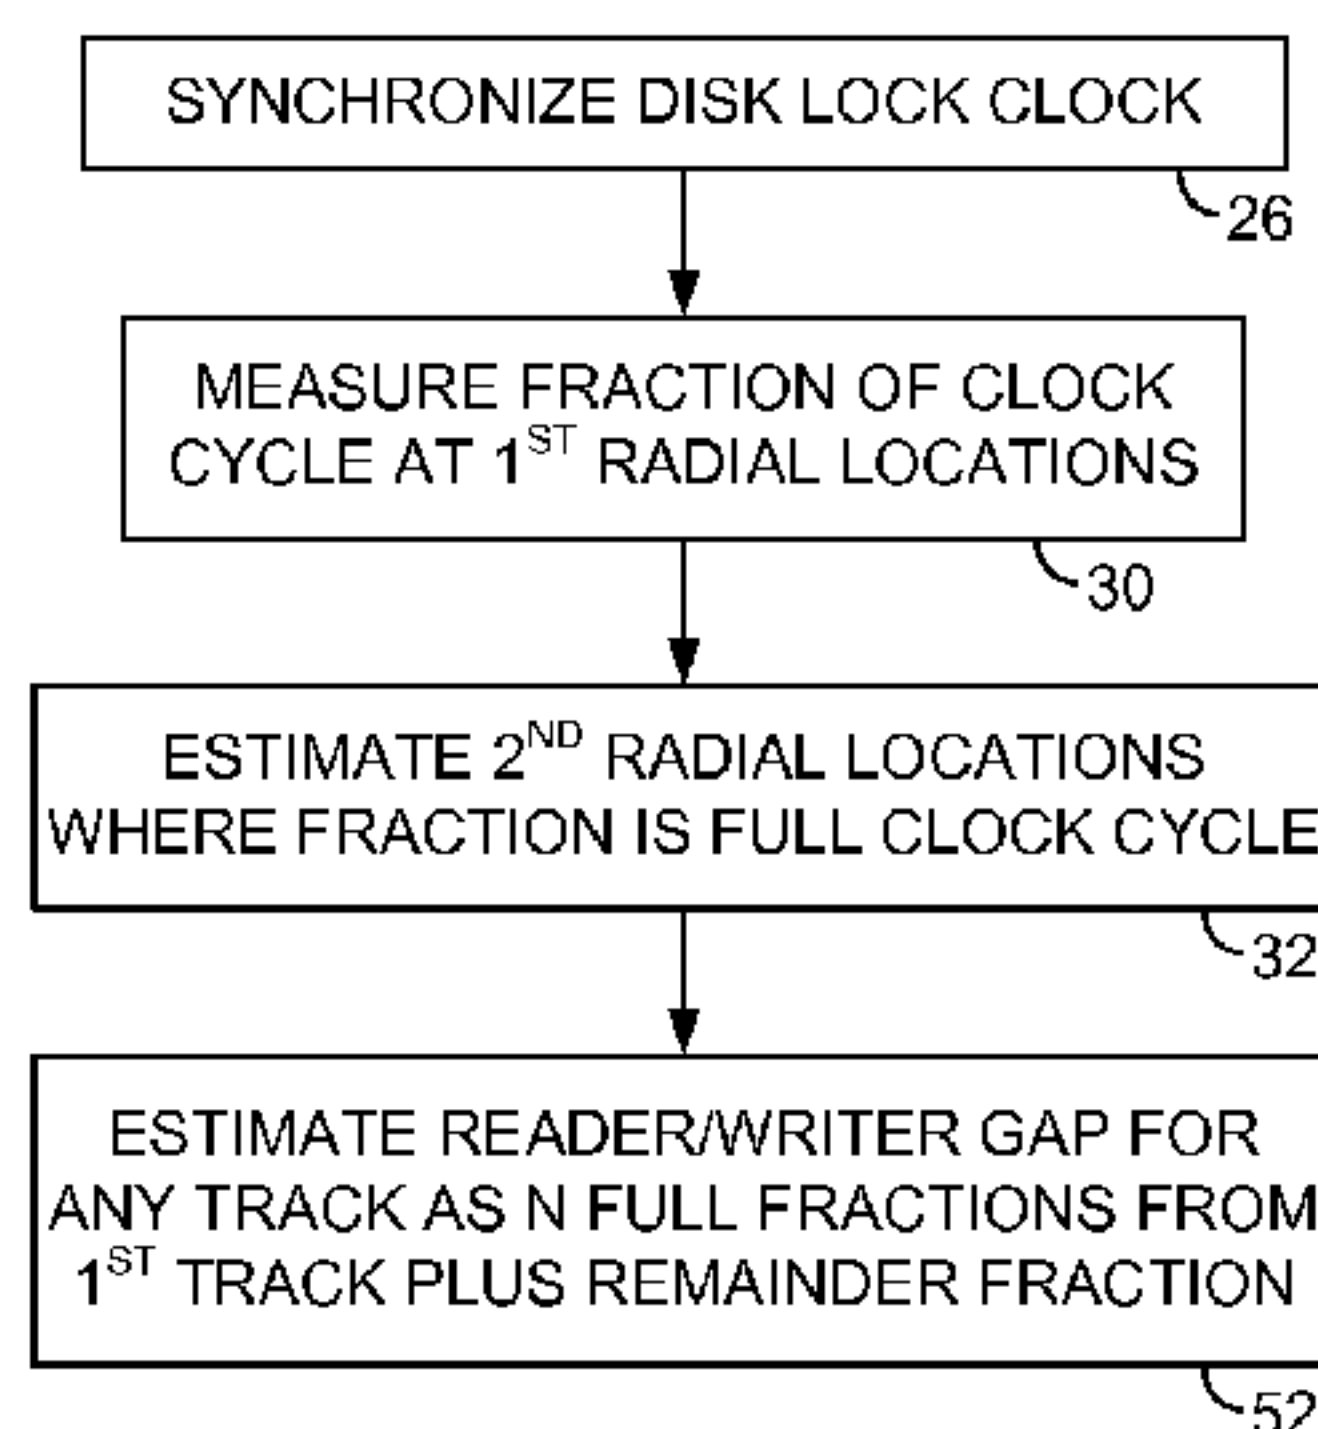 SYNCHRONIZE DISK LOCK CLOCK
26
MEASURE FRACTION OF CLOCK
CYCLE AT 1ST RADIAL LOCATIONS
30
ESTIMATE 2ND RADIAL LOCATIONS
WHERE FRACTION IS FULL CLOCK CYCLE
32
ESTIMATE READER/WRITER GAP FOR
ANY TRACK AS N FULL FRACTIONS FROM
1ST TRACK PLUS REMAINDER FRACTION
52